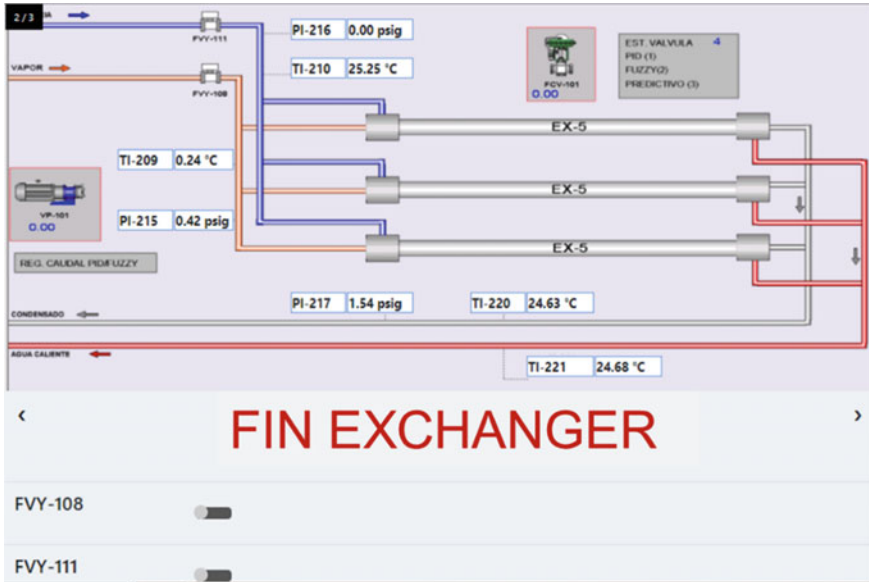 2/3
IA
FVY-111
PI-216 0.00 psig
TI-210 25.25 °C
VAPOR
FVY-108
FCV-101
0.00
EST. VALVULA 4
PID (1)
FUZZY(2)
PREDICTIVO (3)
EX-5
TI-209 0.24 °C
EX-5
VP-101
0.00
PI-215 0.42 psig
EX-5
REG. CAUDAL PID/FUZZY
PI-217 1.54 psig
TI-220 24.63 °C
CONDENSADO
AGUA CALIENTE
TI-221 24.68 °C
‹ FIN EXCHANGER ›
FVY-108
FVY-111